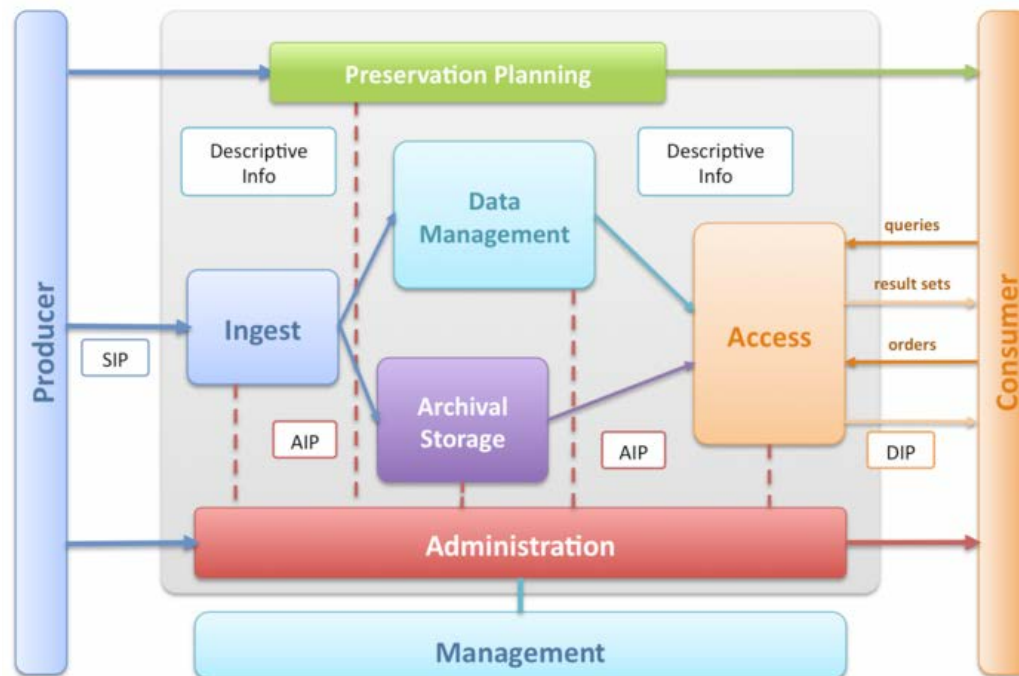 Preservation Planning
Descriptive
Info
Descriptive
Info
Data
Management
queries
Producer
Ingest
Access
result sets
Consumer
SIP
orders
Archival
Storage
AIP
AIP
DIP
Administration
Management